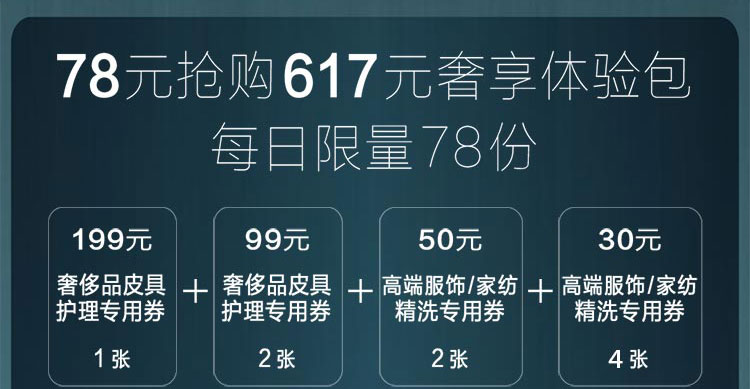 78元抢购617元奢享体验包
每日限量78份
199元
奢侈品皮具
护理专用券
1张
+
99元
奢侈品皮具
护理专用券
2张
+
50元
高端服饰/家纺
精洗专用券
2张
+
30元
高端服饰/家纺
精洗专用券
4张